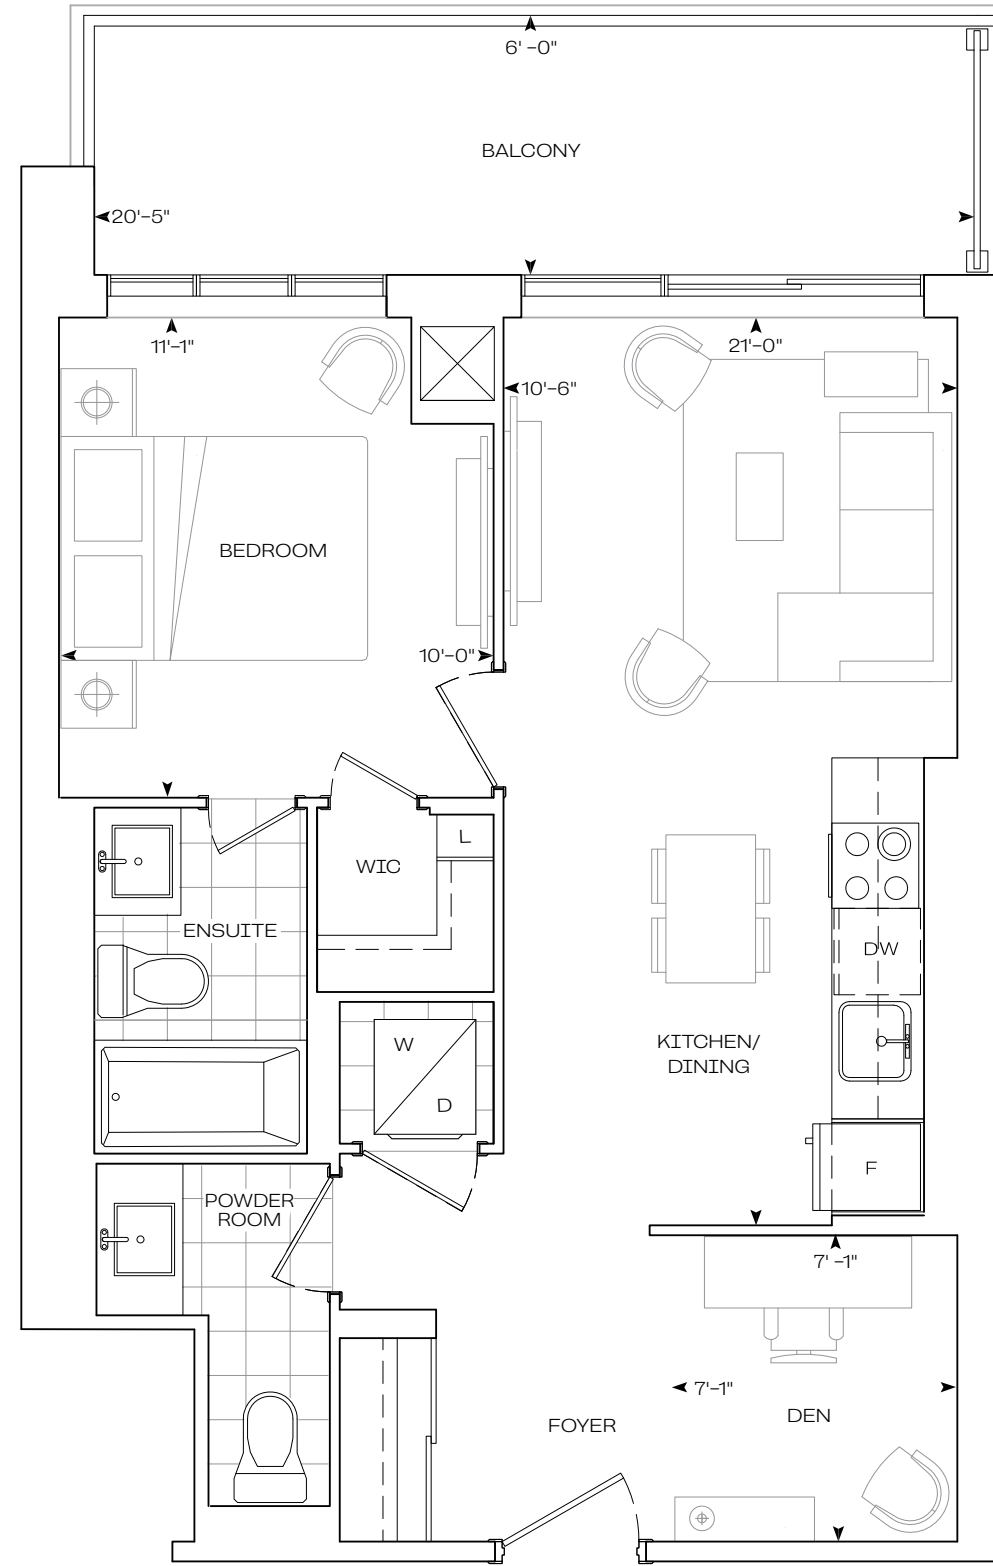 6' -0"
BALCONY
20'-5"
11'-1"
21'-0"
10'-6"
BEDROOM
10'-0"
L
WIC
ENSUITE
DW
W
KITCHEN/
DINING
D
F
POWDER
ROOM
7' -1"
7'-1"
DEN
FOYER